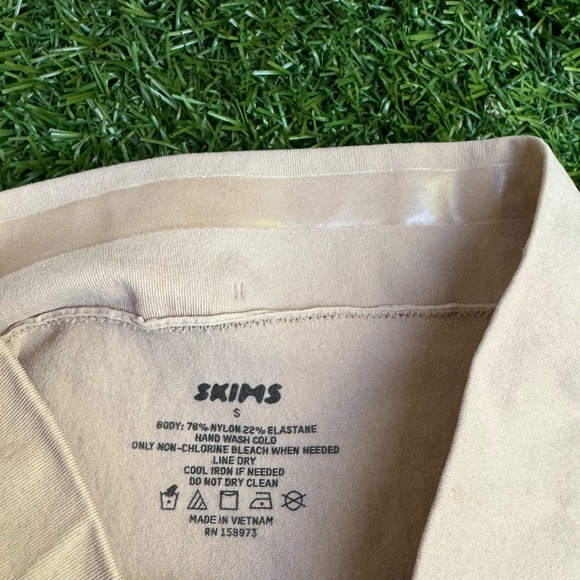 SKIMS
S
BODY: 78% NYLON 22% ELASTANE
HAND WASH COLD
ONLY NON-CHLORINE BLEACH WHEN NEEDED
LINE DRY
COOL IRON IF NEEDED
DO NOT DRY CLEAN
MADE IN VIETNAM
RN 158973